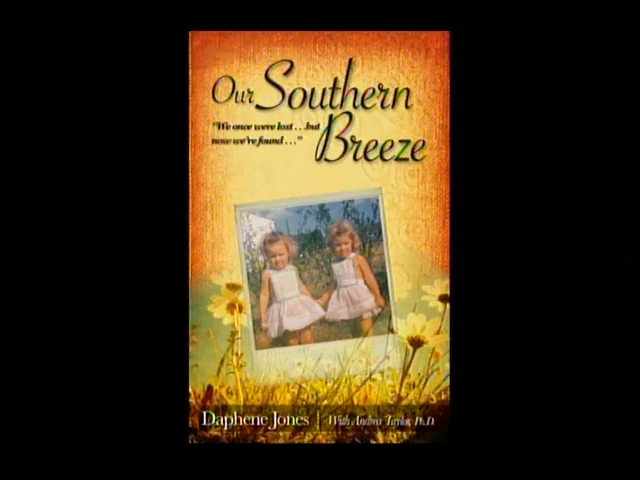 Our Southern
Breeze
"We once were lost . . . but
now we're found . . ."
Daphene Jones | With Andrea Taylor, Ph.D.